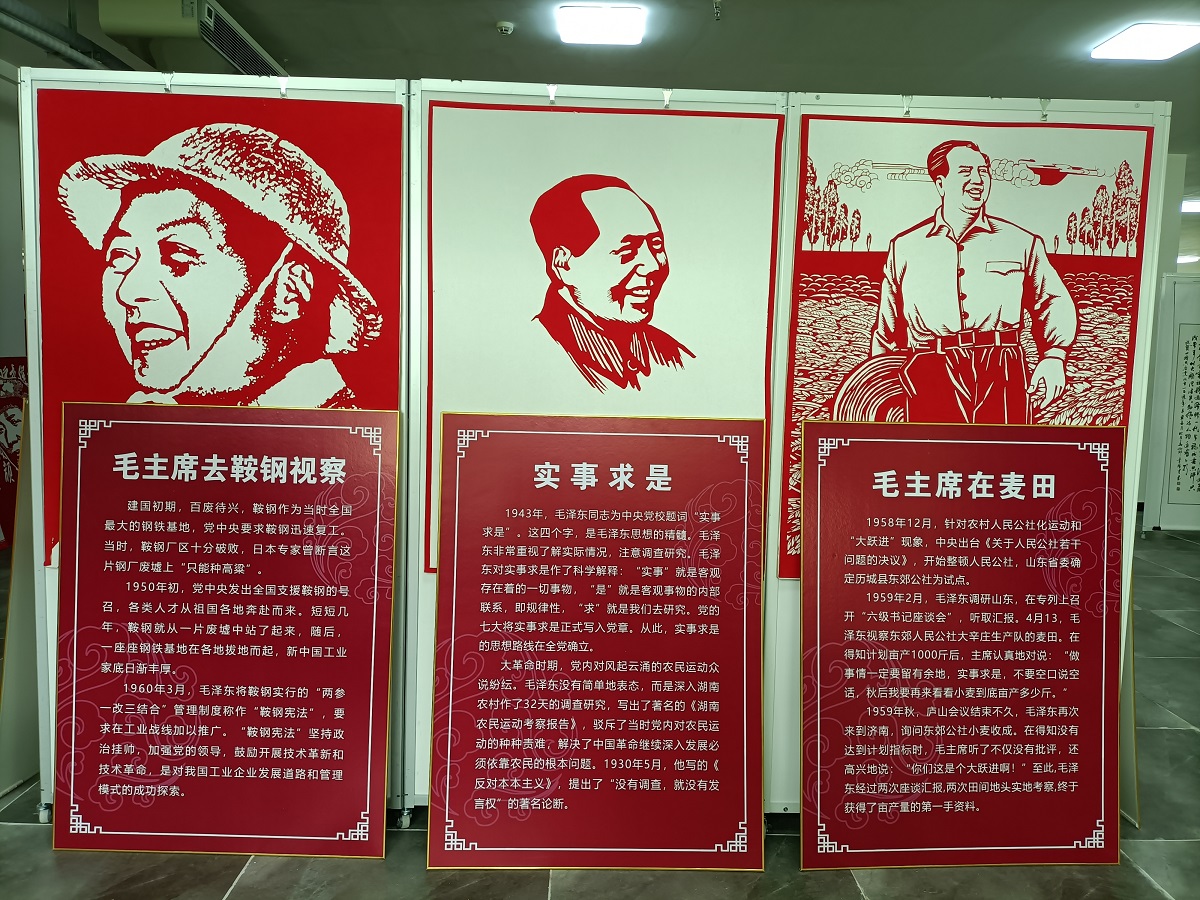 毛主席去鞍钢视察
建国初期，百废待兴，鞍钢作为当时全国
最大的钢铁基地，党中央要求鞍钢迅速复工。
当时，鞍钢厂区十分破败，日本专家曾断言这
片钢厂废墟上“只能种高粱”。
1950年初，党中央发出全国支援鞍钢的号
召，各类人才从祖国各地奔赴而来。短短几
年，鞍钢就从一片废墟中站了起来，随后，
一座座钢铁基地在各地拔地而起，新中国工业
家底日渐丰厚。
1960年3月，毛泽东将鞍钢实行的“两参
一改三结合”管理制度称作“鞍钢宪法”，要
求在工业战线加以推广。“鞍钢宪法”坚持政
治挂帅，加强党的领导，鼓励开展技术革新和
技术革命，是对我国工业企业发展道路和管理
模式的成功探索。
实事求是
1943年，毛泽东同志为中央党校题词“实事
求是”。这四个字，是毛泽东思想的精髓。毛泽
东非常重视了解实际情况，注意调查研究。毛泽
东对实事求是作了科学解释：“实事”就是客观
存在着的一切事物，“是”就是客观事物的内部
联系，即规律性，“求”就是我们去研究。党的
七大将实事求是正式写入党章。从此，实事求是
的思想路线在全党确立。
大革命时期，党内对风起云涌的农民运动众
说纷纭。毛泽东没有简单地表态，而是深入湖南
农村作了32天的调查研究，写出了著名的《湖南
农民运动考察报告》，驳斥了当时党内对农民运
动的种种责难，解决了中国革命继续深入发展必
须依靠农民的根本问题。1930年5月，他写的《
反对本本主义》，提出了“没有调查，就没有发
言权”的著名论断。
毛主席在麦田
1958年12月，针对农村人民公社化运动和
“大跃进”现象，中央出台《关于人民公社若干
问题的决议》，开始整顿人民公社，山东省委确
定历城县东郊公社为试点。
1959年2月，毛泽东调研山东，在专列上召
开“六级书记座谈会”，听取汇报。4月13，毛
泽东视察东郊人民公社大辛庄生产队的麦田。在
得知计划亩产1000斤后，主席认真地对说：“做
事情一定要留有余地，实事求是，不要空口说空
话，秋后我要再来看看小麦到底亩产多少斤。”
1959年秋，庐山会议结束不久，毛泽东再次
来到济南，询问东郊公社小麦收成。在得知没有
达到计划指标时，毛主席听了不仅没有批评，还
高兴地说：“你们这是个大跃进啊！”至此，毛泽
东经过两次座谈汇报，两次田间地头实地考察，终于
获得了亩产量的第一手资料。